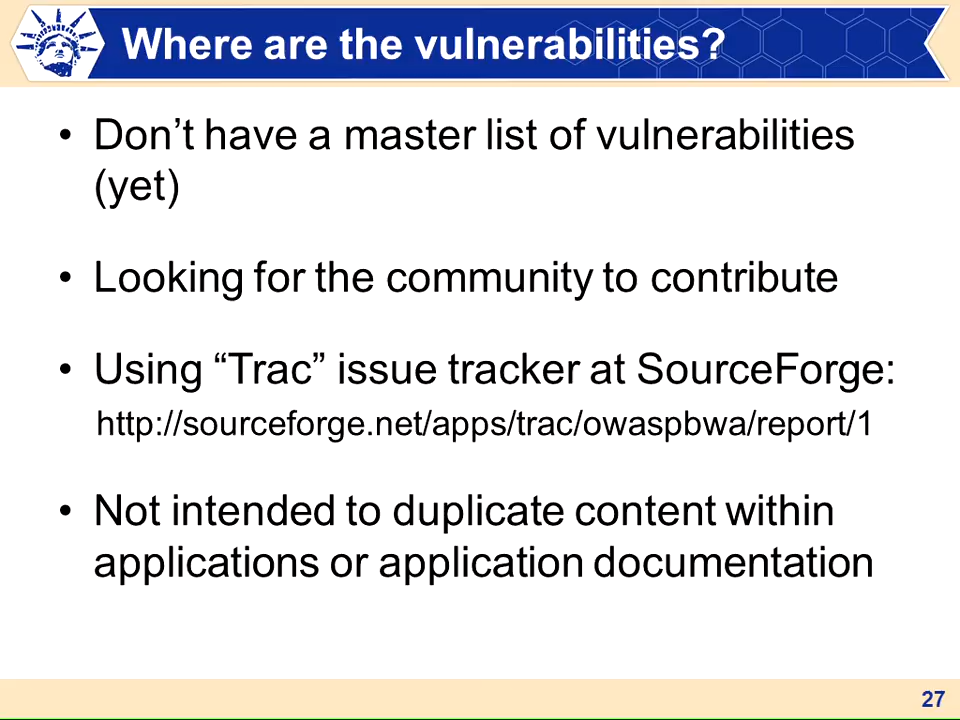 Where are the vulnerabilities?
• Don’t have a master list of vulnerabilities
(yet)
• Looking for the community to contribute
• Using “Trac” issue tracker at SourceForge:
http://sourceforge.net/apps/trac/owaspbwa/report/1
• Not intended to duplicate content within
applications or application documentation
27